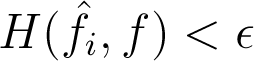 $H(\hat{f}_i, f) < \epsilon$